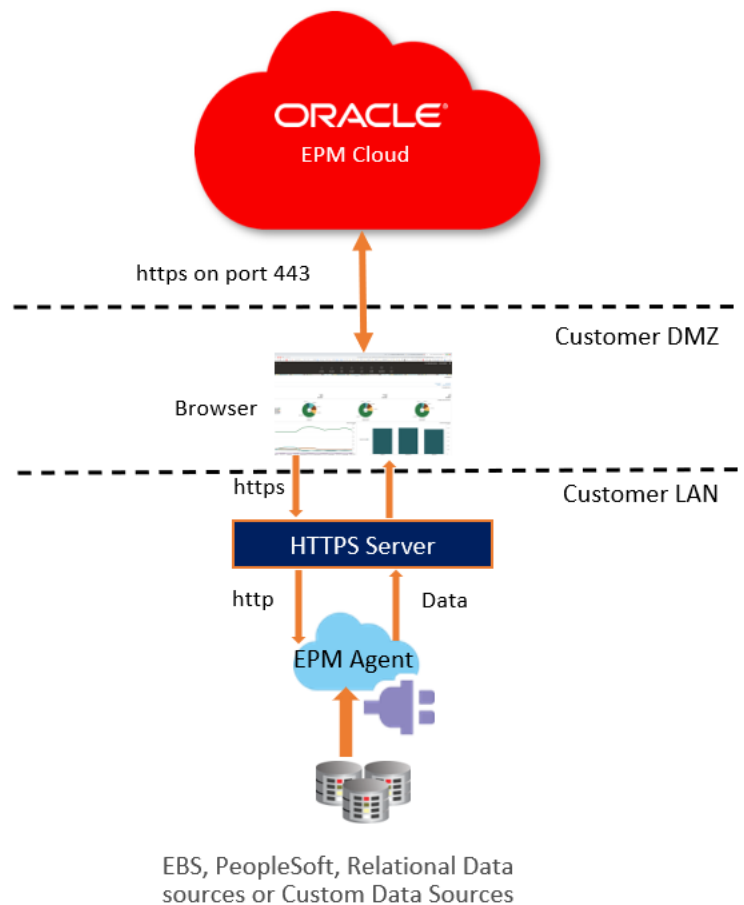 ORACLE®
EPM Cloud
https on port 443
Customer DMZ
Browser
https
Customer LAN
HTTPS Server
http
Data
EPM Agent
EBS, PeopleSoft, Relational Data
sources or Custom Data Sources